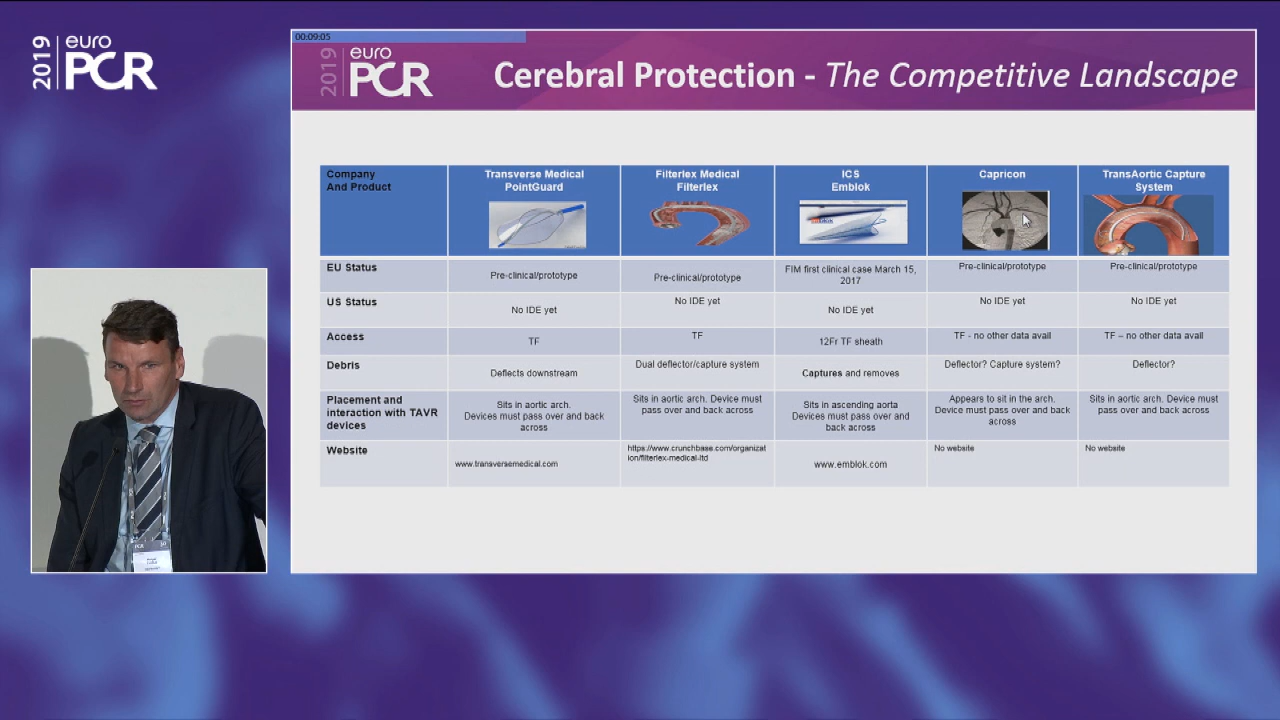 2019 euro
PCR
00:09:05
2019 euro
PCR
Cerebral Protection - The Competitive Landscape
Company
And Product
Transverse Medical
PointGuard
Filterlex Medical
Filterlex
ICS
Emblok
Capricon
TransAortic Capture
System
EU Status
Pre-clinical/prototype
Pre-clinical/prototype
FIM first clinical case March 15,
2017
Pre-clinical/prototype
Pre-clinical/prototype
US Status
No IDE yet
No IDE yet
No IDE yet
No IDE yet
No IDE yet
Access
TF
TF
12Fr TF sheath
TF - no other data avail
TF – no other data avail
Debris
Deflects downstream
Dual deflector/capture system
Captures and removes
Deflector? Capture system?
Deflector?
Placement and
interaction with TAVR
devices
Sits in aortic arch.
Devices must pass over and back
across
Sits in aortic arch. Device must
pass over and back across
Sits in ascending aorta
Devices must pass over and
back across
Appears to sit in the arch.
Device must pass over and back
across
Sits in aortic arch. Device must
pass over and back across
Website
www.transversemedical.com
https://www.crunchbase.com/organizat
ion/filterlex-medical-ltd
www.emblok.com
No website
No website
PCR